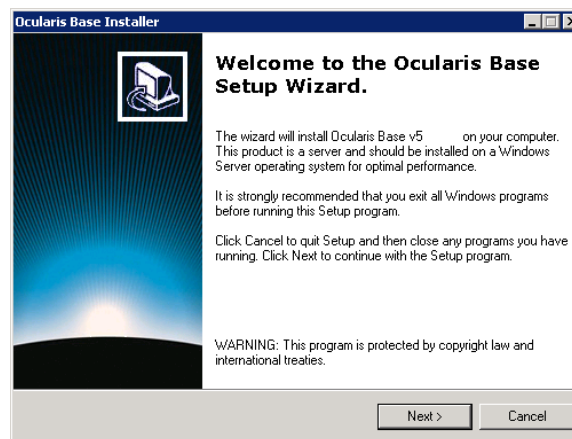 Ocularis Base Installer
Welcome to the Ocularis Base
Setup Wizard.
The wizard will install Ocularis Base v5 on your computer.
This product is a server and should be installed on a Windows
Server operating system for optimal performance.
It is strongly recommended that you exit all Windows programs
before running this Setup program.
Click Cancel to quit Setup and then close any programs you have
running. Click Next to continue with the Setup program.
WARNING: This program is protected by copyright law and
international treaties.
Next > Cancel